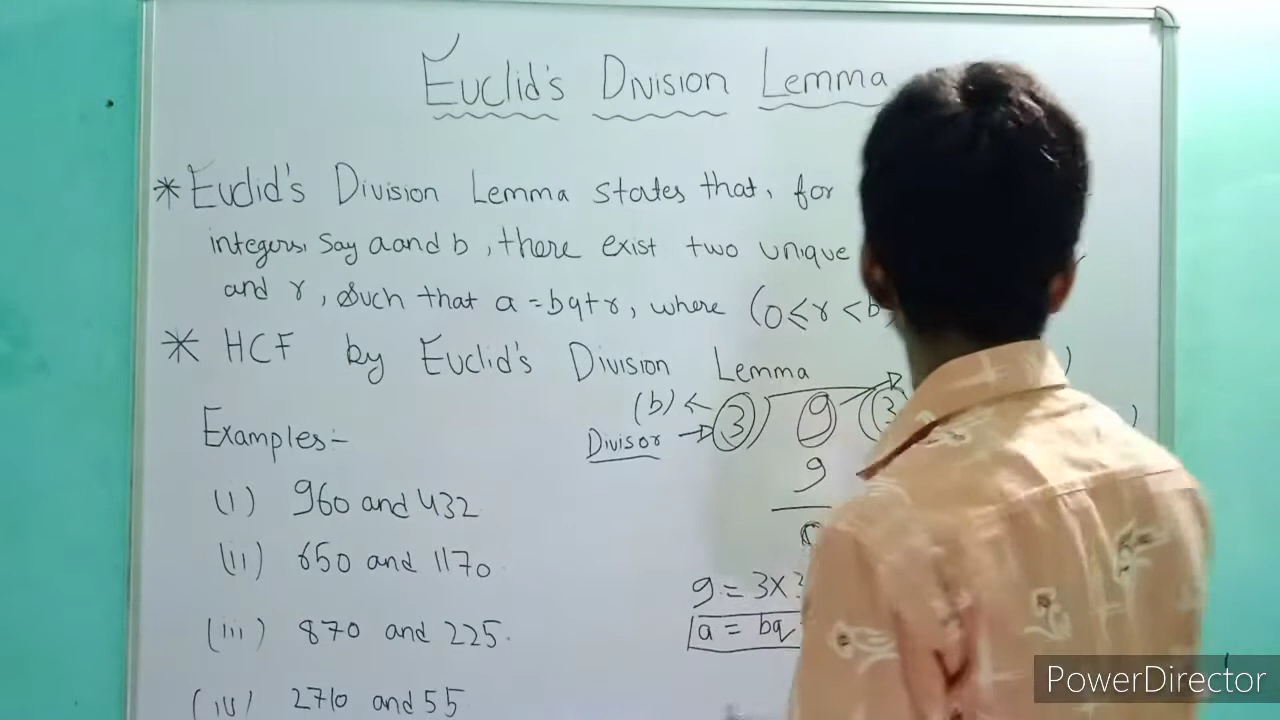 Euclid's Division Lemma
* Euclid's Division Lemma states that, for
integers, say a and b, there exist two unique
and r, such that a = bq+r, where (0≤r<b
* HCF by Euclid's Division Lemma
(b) ← 3) 9 (3
Divisor →
9
Examples:-
(i) 960 and 432
(ii) 650 and 1170
9 = 3×3
(iii) 870 and 225.
a = bq
(iv) 2710 and 55
PowerDirector